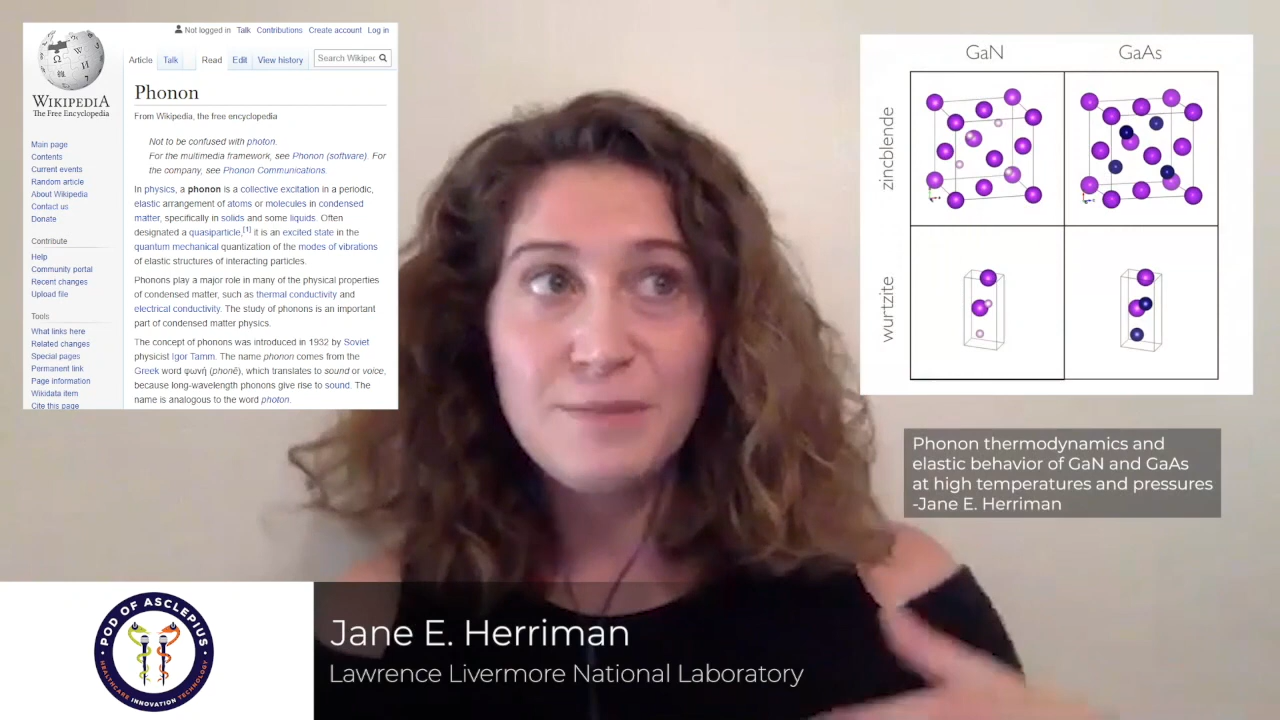 Not logged in Talk Contributions Create account Log in
Article Talk Read Edit View history Search Wikipe
WIKIPEDIA
The Free Encyclopedia
Main page
Contents
Current events
Random article
About Wikipedia
Contact us
Donate
Contribute
Help
Community portal
Recent changes
Upload file
Tools
What links here
Related changes
Special pages
Permanent link
Page information
Wikidata item
Cite this page
Phonon
From Wikipedia, the free encyclopedia
Not to be confused with photon.
For the multimedia framework, see Phonon (software). For
the company, see Phonon Communications.
In physics, a phonon is a collective excitation in a periodic,
elastic arrangement of atoms or molecules in condensed
matter, specifically in solids and some liquids. Often
designated a quasiparticle,[1] it is an excited state in the
quantum mechanical quantization of the modes of vibrations
of elastic structures of interacting particles.
Phonons play a major role in many of the physical properties
of condensed matter, such as thermal conductivity and
electrical conductivity. The study of phonons is an important
part of condensed matter physics.
The concept of phonons was introduced in 1932 by Soviet
physicist Igor Tamm. The name phonon comes from the
Greek word φωνή (phonē), which translates to sound or voice,
because long-wavelength phonons give rise to sound. The
name is analogous to the word photon.
GaN GaAs
zincblende
wurtzite
Phonon thermodynamics and
elastic behavior of GaN and GaAs
at high temperatures and pressures
-Jane E. Herriman
POD OF ASCLEPIUS
HEALTHCARE INNOVATION TECHNOLOGY
Jane E. Herriman
Lawrence Livermore National Laboratory